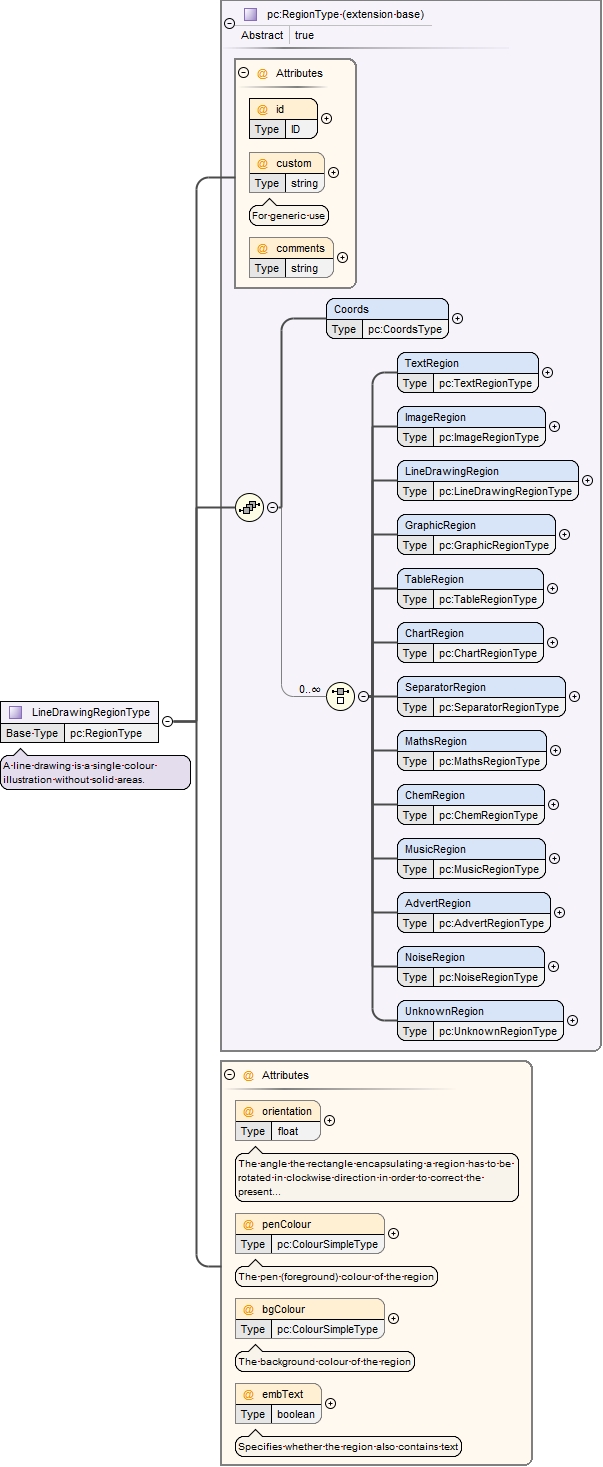 pc:RegionType (extension base)
Abstract true
@ Attributes
@ id
Type ID
@ custom
Type string
For generic use
@ comments
Type string
Coords
Type pc:CoordsType
TextRegion
Type pc:TextRegionType
ImageRegion
Type pc:ImageRegionType
LineDrawingRegion
Type pc:LineDrawingRegionType
GraphicRegion
Type pc:GraphicRegionType
TableRegion
Type pc:TableRegionType
ChartRegion
Type pc:ChartRegionType
0..∞
SeparatorRegion
Type pc:SeparatorRegionType
LineDrawingRegionType
Base Type pc:RegionType
A line drawing is a single colour
illustration without solid areas.
MathsRegion
Type pc:MathsRegionType
ChemRegion
Type pc:ChemRegionType
MusicRegion
Type pc:MusicRegionType
AdvertRegion
Type pc:AdvertRegionType
NoiseRegion
Type pc:NoiseRegionType
UnknownRegion
Type pc:UnknownRegionType
@ Attributes
@ orientation
Type float
The angle the rectangle encapsulating a region has to be
rotated in clockwise direction in order to correct the
present...
@ penColour
Type pc:ColourSimpleType
The pen (foreground) colour of the region
@ bgColour
Type pc:ColourSimpleType
The background colour of the region
@ embText
Type boolean
Specifies whether the region also contains text